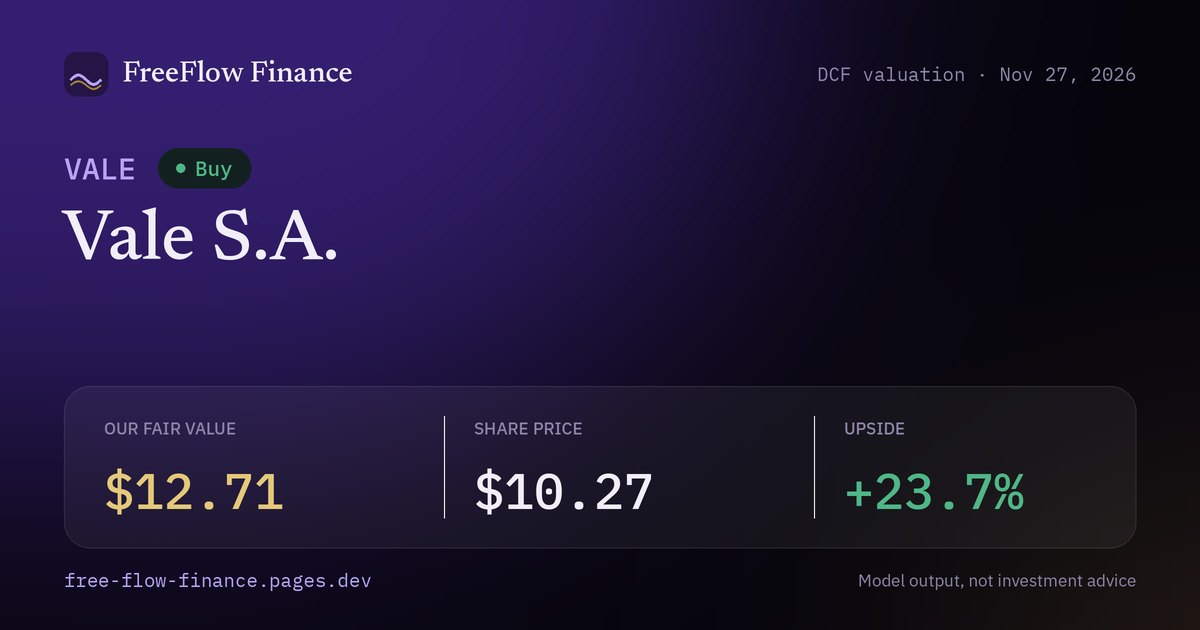 FreeFlow Finance
DCF valuation · Nov 27, 2026
VALE
Buy
Vale S.A.
OUR FAIR VALUE
$12.71
SHARE PRICE
$10.27
UPSIDE
+23.7%
free-flow-finance.pages.dev
Model output, not investment advice